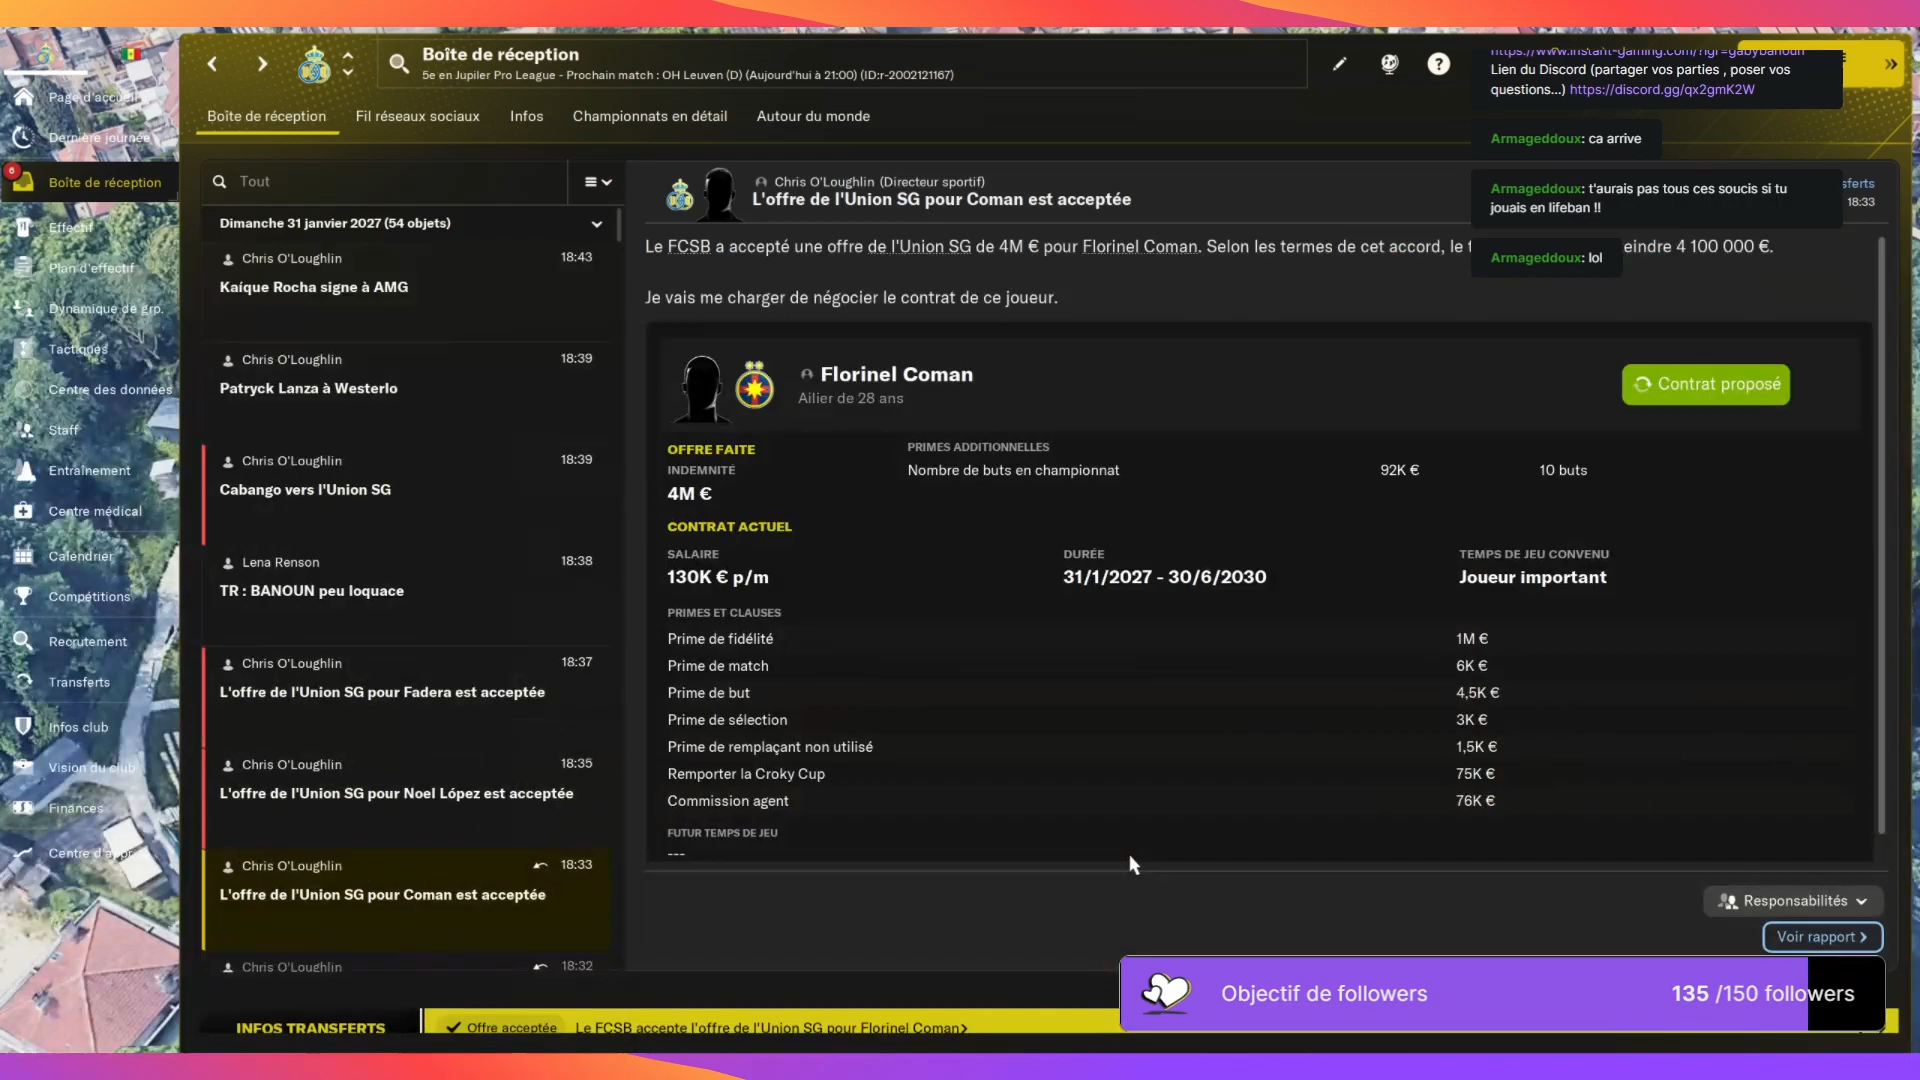 Boîte de réception
5e en Jupiler Pro League - Prochain match : OH Leuven (D) (Aujourd'hui à 21:00) (ID:r-2002121167)
Boîte de réception
Fil réseaux sociaux
Infos
Championnats en détail
Autour du monde
Page d'accueil
Dernière journée
6
Boîte de réception
Effectif
Plan d'effectif
Dynamique de grp.
Tactiques
Centre des données
Staff
Entraînement
Centre médical
Calendrier
Compétitions
Recrutement
Transferts
Infos club
Vision du club
Finances
Tout
Dimanche 31 janvier 2027 (54 objets)
Chris O'Loughlin 18:43
Kaíque Rocha signe à AMG
Chris O'Loughlin 18:39
Patryck Lanza à Westerlo
Chris O'Loughlin 18:39
Cabango vers l'Union SG
Lena Renson 18:38
TR : BANOUN peu loquace
Chris O'Loughlin 18:37
L'offre de l'Union SG pour Fadera est acceptée
Chris O'Loughlin 18:35
L'offre de l'Union SG pour Noel López est acceptée
Chris O'Loughlin 18:33
L'offre de l'Union SG pour Coman est acceptée
Chris O'Loughlin 18:32
Chris O'Loughlin (Directeur sportif)
L'offre de l'Union SG pour Coman est acceptée
18:33
Le FCSB a accepté une offre de l'Union SG de 4M € pour Florinel Coman. Selon les termes de cet accord, le
4 100 000 €.
Je vais me charger de négocier le contrat de ce joueur.
Florinel Coman
Ailier de 28 ans
Contrat proposé
OFFRE FAITE
INDEMNITÉ
4M €
PRIMES ADDITIONNELLES
Nombre de buts en championnat 92K € 10 buts
CONTRAT ACTUEL
SALAIRE DURÉE TEMPS DE JEU CONVENU
130K € p/m 31/1/2027 - 30/6/2030 Joueur important
PRIMES ET CLAUSES
Prime de fidélité 1M €
Prime de match 6K €
Prime de but 4,5K €
Prime de sélection 3K €
Prime de remplaçant non utilisé 1,5K €
Remporter la Croky Cup 75K €
Commission agent 76K €
FUTUR TEMPS DE JEU
---
Responsabilités
Voir rapport
https://www.instant-gaming.com/?igr=gabybanoun
Lien du Discord (partager vos parties , poser vos
questions...) https://discord.gg/qx2gmK2W
Armageddoux: ca arrive
Armageddoux: t'aurais pas tous ces soucis si tu
jouais en lifeban !!
Armageddoux: lol
Objectif de followers 135 /150 followers
INFOS TRANSFERTS
Offre acceptée
Le FCSB accepte l'offre de l'Union SG pour Florinel Coman>